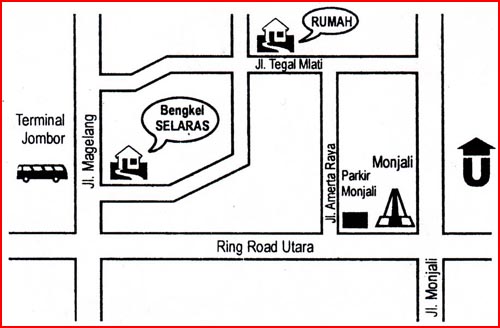 RUMAH
Jl. Tegal Mlati
Bengkel
SELARAS
Terminal
Jombor
Jl. Magelang
Jl. Amerta Raya
Monjali
Parkir
Monjali
U
Ring Road Utara
Jl. Monjali